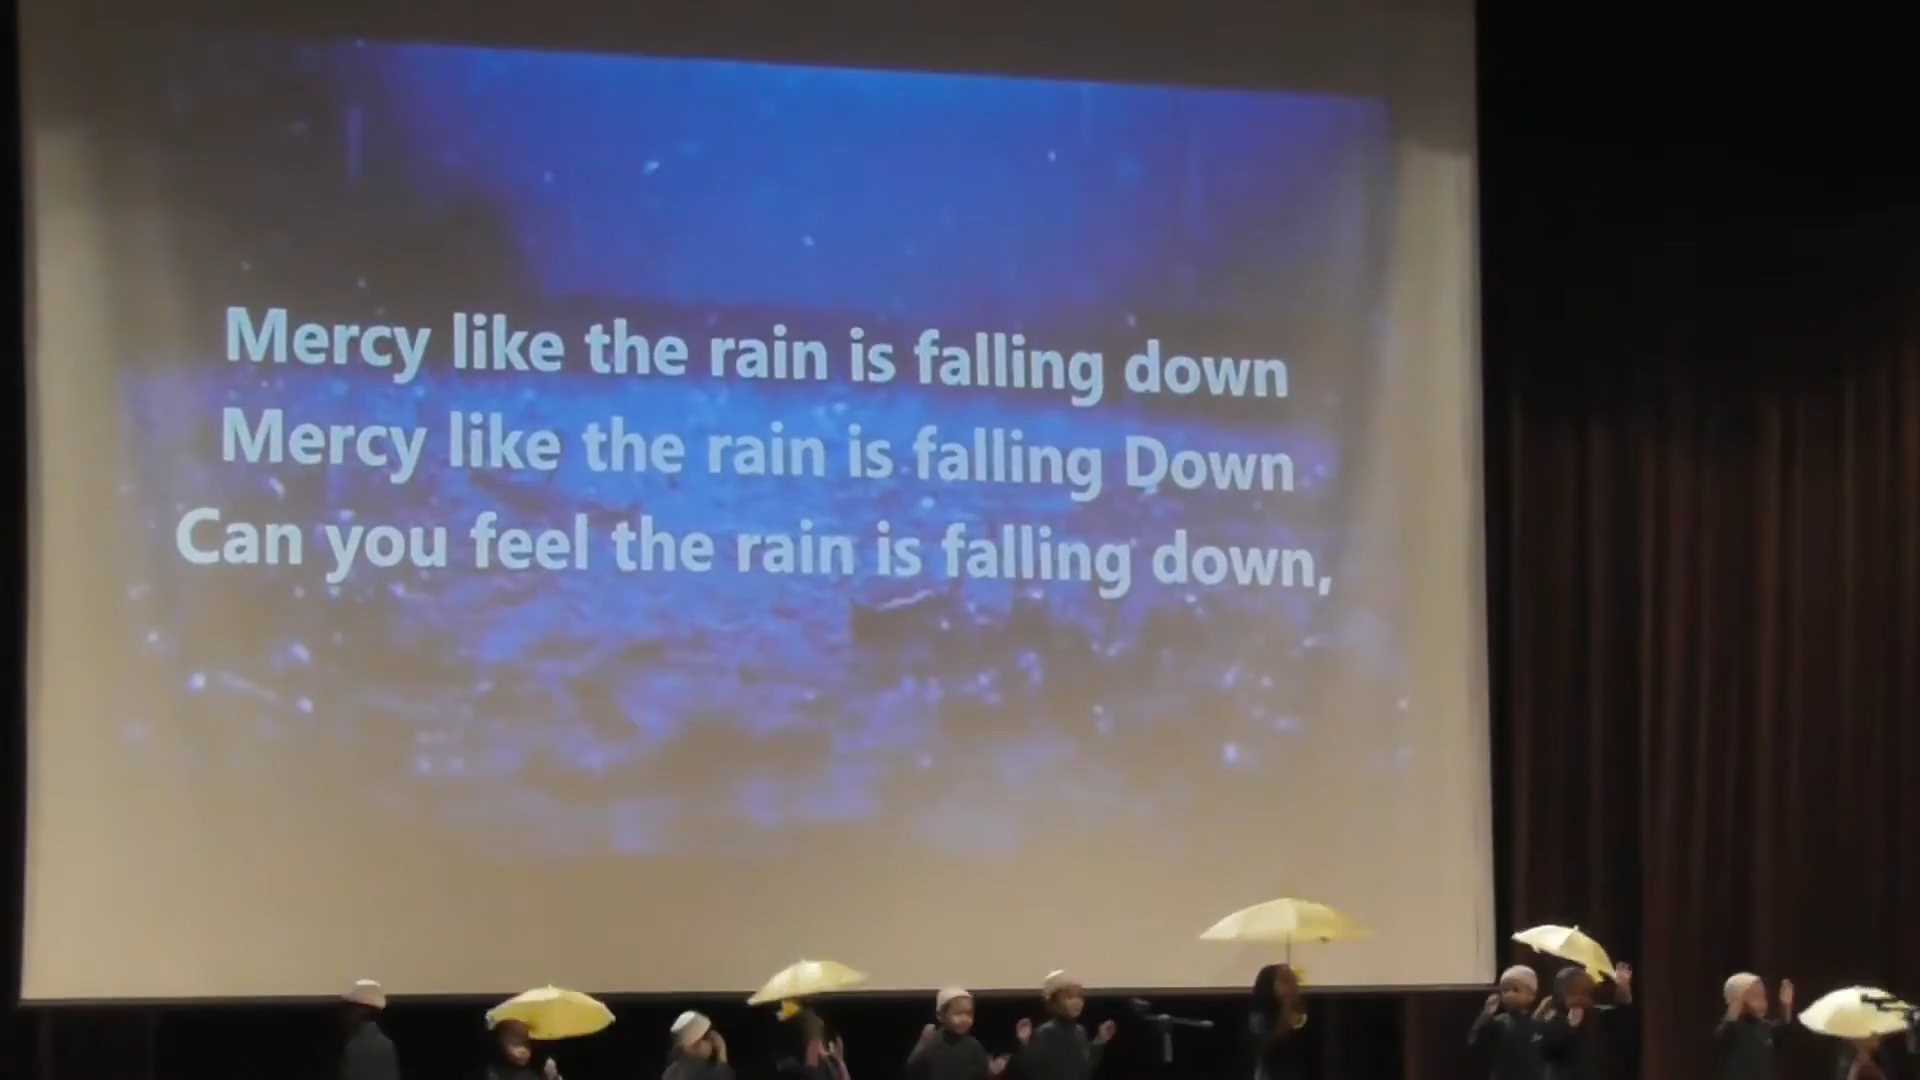 Mercy like the rain is falling down
Mercy like the rain is falling Down
Can you feel the rain is falling down,